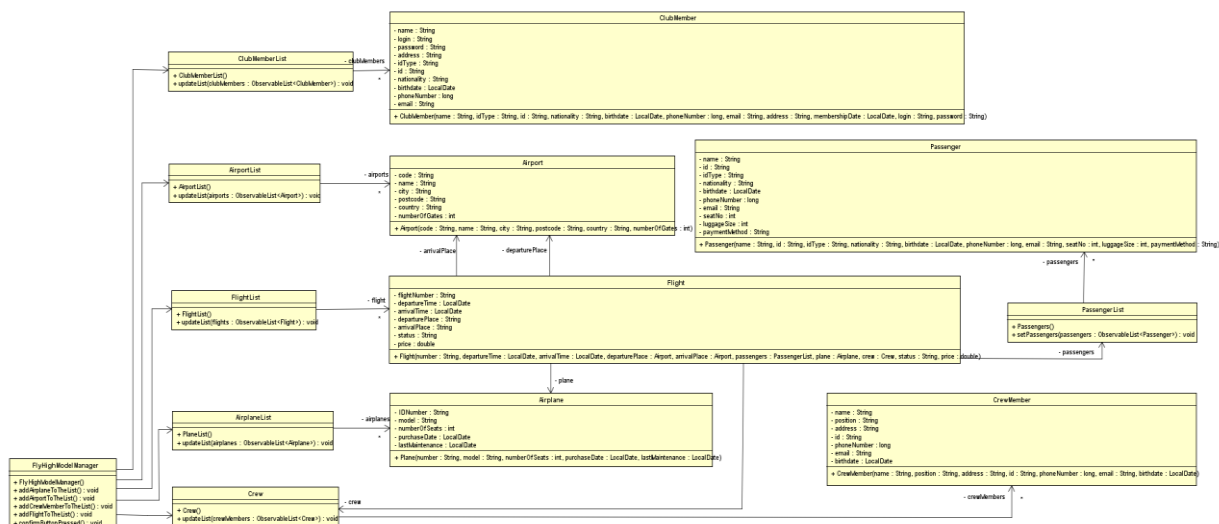 ClubMember
- name : String
- login : String
- password : String
- address : String
- idType : String
- id : String
- nationality : String
- birthdate : LocalDate
- phoneNumber : long
- email : String
+ ClubMember(name : String, idType : String, id : String, nationality : String, birthdate : LocalDate, phoneNumber : long, email : String, address : String, membershipDate : LocalDate, login : String, password : String)
ClubMemberList
+ ClubMemberList()
+ updateList(clubMembers : ObservableList<ClubMember>) : void
- clubMembers
*
Passenger
- name : String
- id : String
- idType : String
- nationality : String
- birthdate : LocalDate
- phoneNumber : long
- email : String
- seatNo : int
- luggageSize : int
- paymentMethod : String
+ Passenger(name : String, id : String, idType : String, nationality : String, birthdate : LocalDate, phoneNumber : long, email : String, seatNo : int, luggageSize : int, paymentMethod : String)
AirportList
+ AirportList()
+ updateList(airports : ObservableList<Airport>) : void
- airports
*
Airport
- code : String
- name : String
- city : String
- postcode : String
- country : String
- numberOfGates : int
+ Airport(code : String, name : String, city : String, postcode : String, country : String, numberOfGates : int)
- arrivalPlace
- departurePlace
- passengers
*
FlightList
+ FlightList()
+ updateList(flights : ObservableList<Flight>) : void
- flight
*
Flight
- flightNumber : String
- departureTime : LocalDate
- arrivalTime : LocalDate
- departurePlace : String
- arrivalPlace : String
- status : String
- price : double
+ Flight(number : String, departureTime : LocalDate, arrivalTime : LocalDate, departurePlace : Airport, arrivalPlace : Airport, passengers : PassengerList, plane : Airplane, crew : Crew, status : String, price : double)
PassengerList
+ Passengers()
+ setPassengers(passengers : ObservableList<Passenger>) : void
- passengers
- plane
AirplaneList
+ PlaneList()
+ updateList(airplanes : ObservableList<Airplane>) : void
- airplanes
*
Airplane
- IDNumber : String
- model : String
- numberOfSeats : int
- purchaseDate : LocalDate
- lastMaintenance : LocalDate
+ Plane(number : String, model : String, numberOfSeats : int, purchaseDate : LocalDate, lastMaintenance : LocalDate)
CrewMember
- name : String
- position : String
- address : String
- id : String
- phoneNumber : long
- email : String
- birthdate : LocalDate
+ CrewMember(name : String, position : String, address : String, id : String, phoneNumber : long, email : String, birthdate : LocalDate)
FlyHighModelManager
+ FlyHighModelManager()
+ addAirplaneToTheList() : void
+ addAirportToTheList() : void
+ addCrewMemberToTheList() : void
+ addFlightToTheList() : void
+ confirmButtonPressed() : void
Crew
+ Crew()
+ updateList(crewMembers : ObservableList<Crew>) : void
- crew
- crewMembers
*